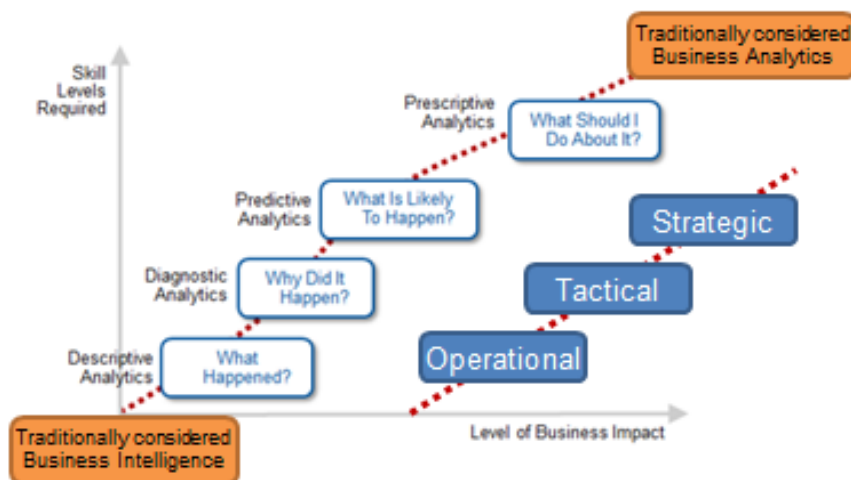 Traditionally considered
Business Analytics
Skill
Levels
Required
Prescriptive
Analytics
What Should I
Do About It?
Predictive
Analytics
What Is Likely
To Happen?
Strategic
Diagnostic
Analytics
Why Did It
Happen?
Tactical
Descriptive
Analytics
What
Happened?
Operational
Level of Business Impact
Traditionally considered
Business Intelligence